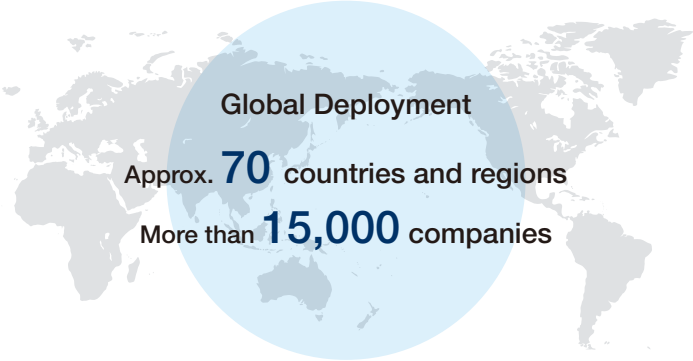 Global Deployment
Approx. 70 countries and regions
More than 15,000 companies